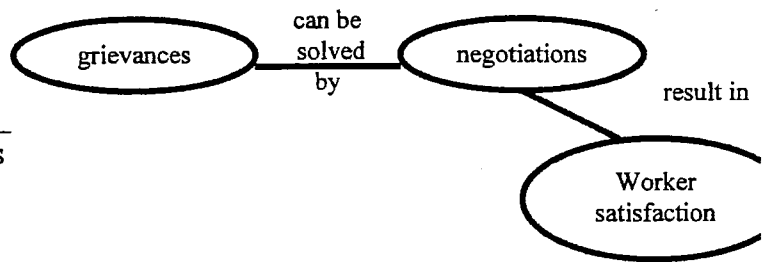 can be
solved
by
grievances
negotiations
result in
s
Worker
satisfaction